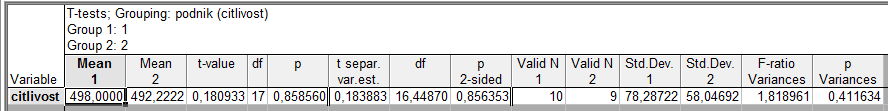 T-tests; Grouping: podnik (citlivost)
Group 1: 1
Group 2: 2
Mean Mean t-value df p t separ. df p Valid N Valid N Std.Dev. Std.Dev. F-ratio p
Variable 1 2 var.est. 2-sided 1 2 1 2 Variances Variances
citlivost 498,0000 492,2222 0,180933 17 0,858560 0,183883 16,44870 0,856353 10 9 78,28722 58,04692 1,818961 0,411634